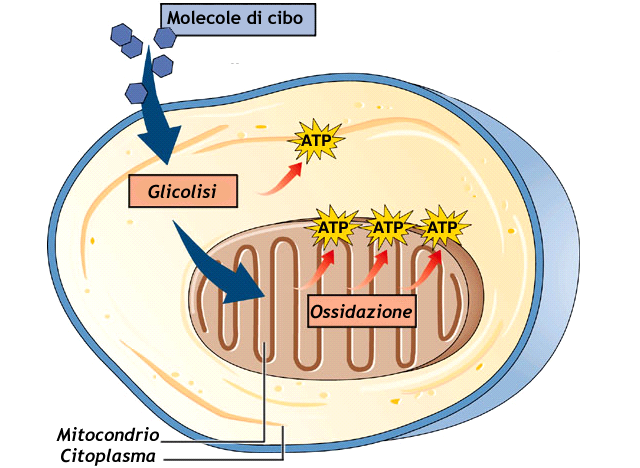 Molecole di cibo
ATP
Glicolisi
ATP ATP ATP
Ossidazione
Mitocondrio
Citoplasma